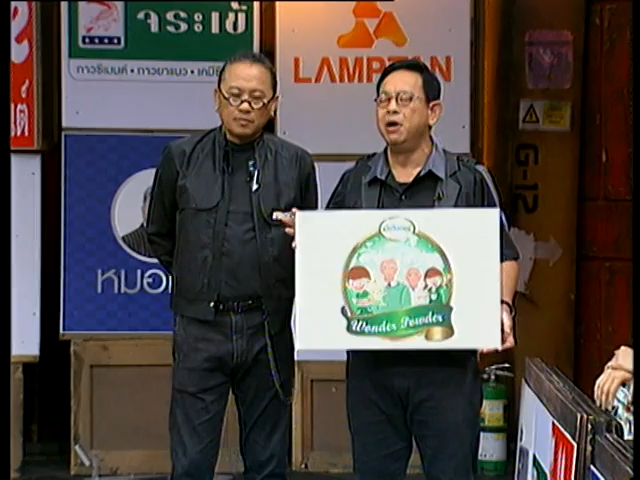 จระเข้
กาวซีเมนต์ • กาวยาแนว • เคมี
LAMPTAN
G-12
หมอ
Wonder Powder